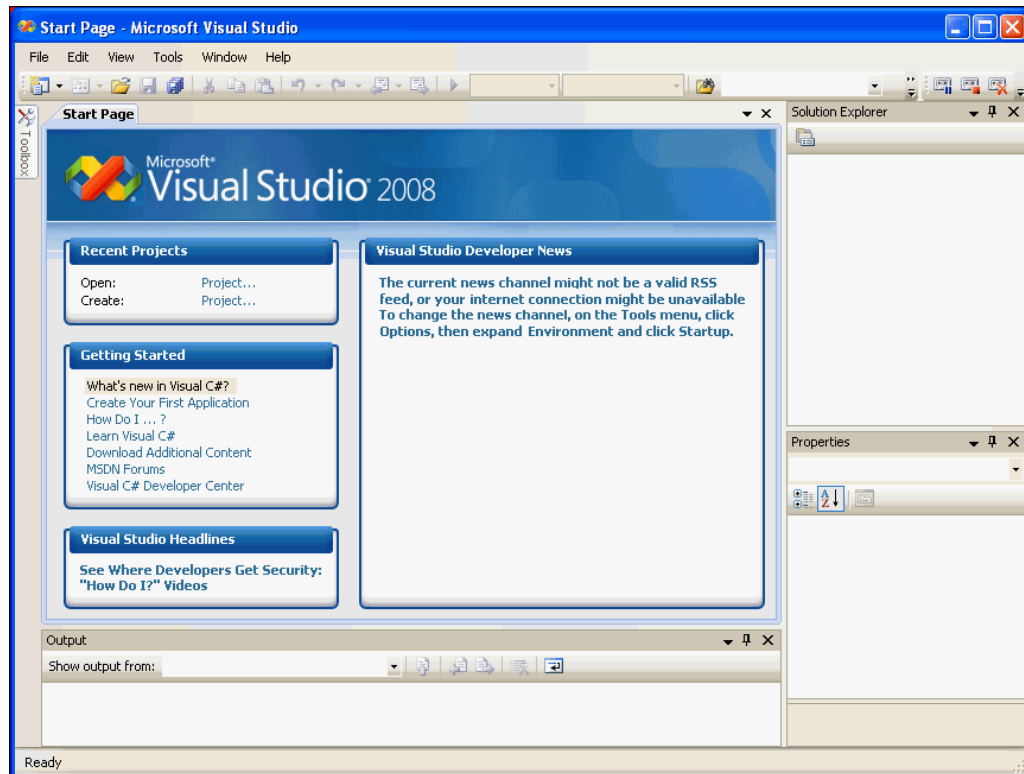 Start Page - Microsoft Visual Studio
File Edit View Tools Window Help
Toolbox
Start Page
Microsoft®
Visual Studio® 2008
Recent Projects
Open: Project...
Create: Project...
Getting Started
What's new in Visual C#?
Create Your First Application
How Do I ... ?
Learn Visual C#
Download Additional Content
MSDN Forums
Visual C# Developer Center
Visual Studio Headlines
See Where Developers Get Security:
"How Do I?" Videos
Visual Studio Developer News
The current news channel might not be a valid RSS
feed, or your internet connection might be unavailable
To change the news channel, on the Tools menu, click
Options, then expand Environment and click Startup.
Solution Explorer
Properties
Output
Show output from:
Ready